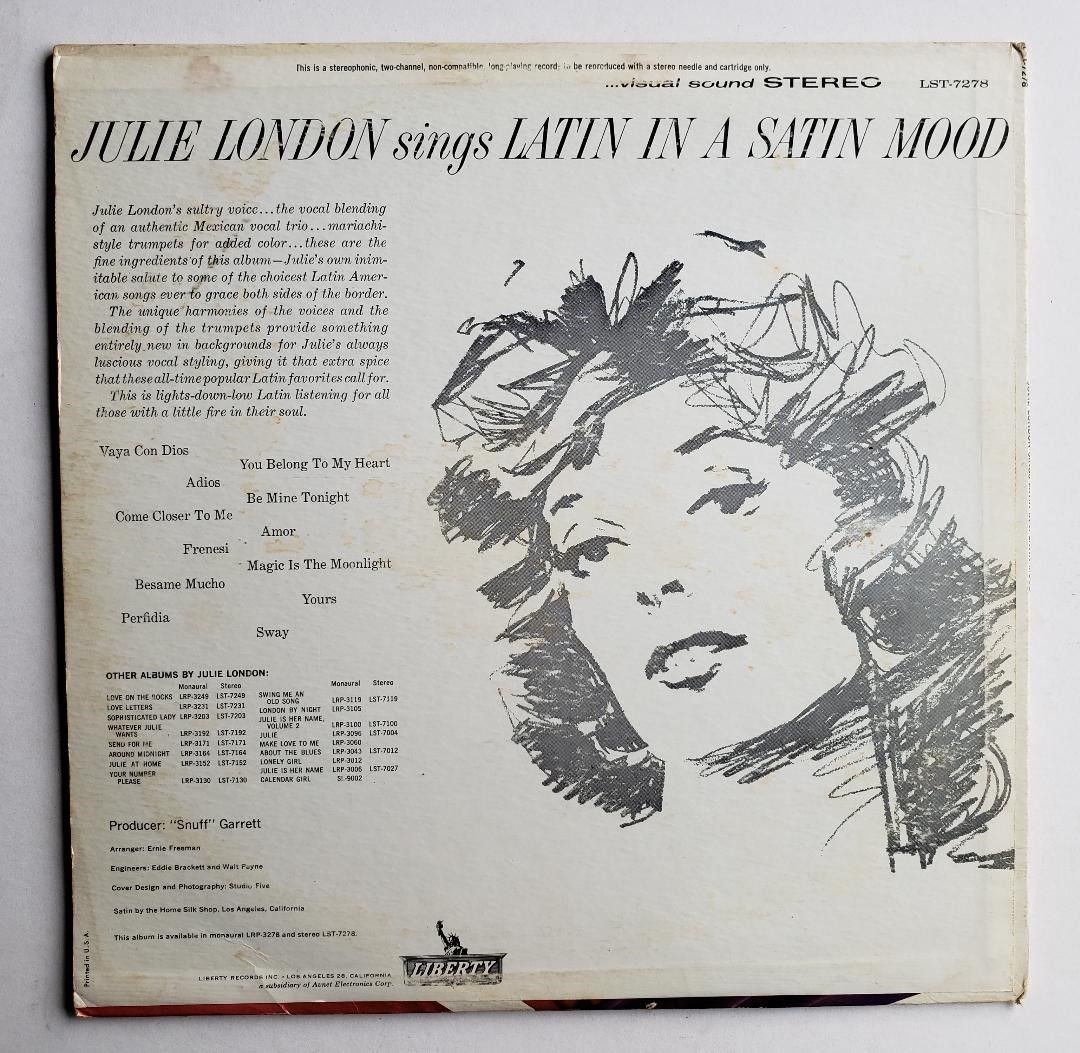 This is a stereophonic, two-channel, non-compatible, long-playing record; to be reproduced with a stereo needle and cartridge only.
...visual sound STEREO
LST-7278
JULIE LONDON sings LATIN IN A SATIN MOOD
Julie London's sultry voice...the vocal blending
of an authentic Mexican vocal trio...mariachi-
style trumpets for added color...these are the
fine ingredients of this album—Julie's own inim-
itable salute to some of the choicest Latin Amer-
ican songs ever to grace both sides of the border.
The unique harmonies of the voices and the
blending of the trumpets provide something
entirely new in backgrounds for Julie's always
luscious vocal styling, giving it that extra spice
that these all-time popular Latin favorites call for.
This is lights-down-low Latin listening for all
those with a little fire in their soul.
Vaya Con Dios
You Belong To My Heart
Adios
Be Mine Tonight
Come Closer To Me
Amor
Frenesi
Magic Is The Moonlight
Besame Mucho
Yours
Perfidia
Sway
OTHER ALBUMS BY JULIE LONDON:
Monaural Stereo
LOVE ON THE ROCKS LRP-3249 LST-7249
LOVE LETTERS LRP-3231 LST-7231
SOPHISTICATED LADY LRP-3203 LST-7203
WHATEVER JULIE
WANTS LRP-3192 LST-7192
SEND FOR ME LRP-3171 LST-7171
AROUND MIDNIGHT LRP-3164 LST-7164
JULIE AT HOME LRP-3152 LST-7152
YOUR NUMBER
PLEASE LRP-3130 LST-7130
Monaural Stereo
SWING ME AN
OLD SONG LRP-3119 LST-7119
LONDON BY NIGHT LRP-3105
JULIE IS HER NAME,
VOLUME 2 LRP-3100 LST-7100
JULIE LRP-3096 LST-7004
MAKE LOVE TO ME LRP-3060
ABOUT THE BLUES LRP-3043 LST-7012
LONELY GIRL LRP-3012
JULIE IS HER NAME LRP-3006 LST-7027
CALENDAR GIRL SL-9002
Producer: "Snuff" Garrett
Arranger: Ernie Freeman
Engineers: Eddie Brackett and Walt Payne
Cover Design and Photography: Studio Five
Satin by the Home Silk Shop, Los Angeles, California
This album is available in monaural LRP-3278 and stereo LST-7278.
Printed in U.S.A.
LIBERTY RECORDS INC. • LOS ANGELES 28, CALIFORNIA
a subsidiary of Avnet Electronics Corp.
LIBERTY